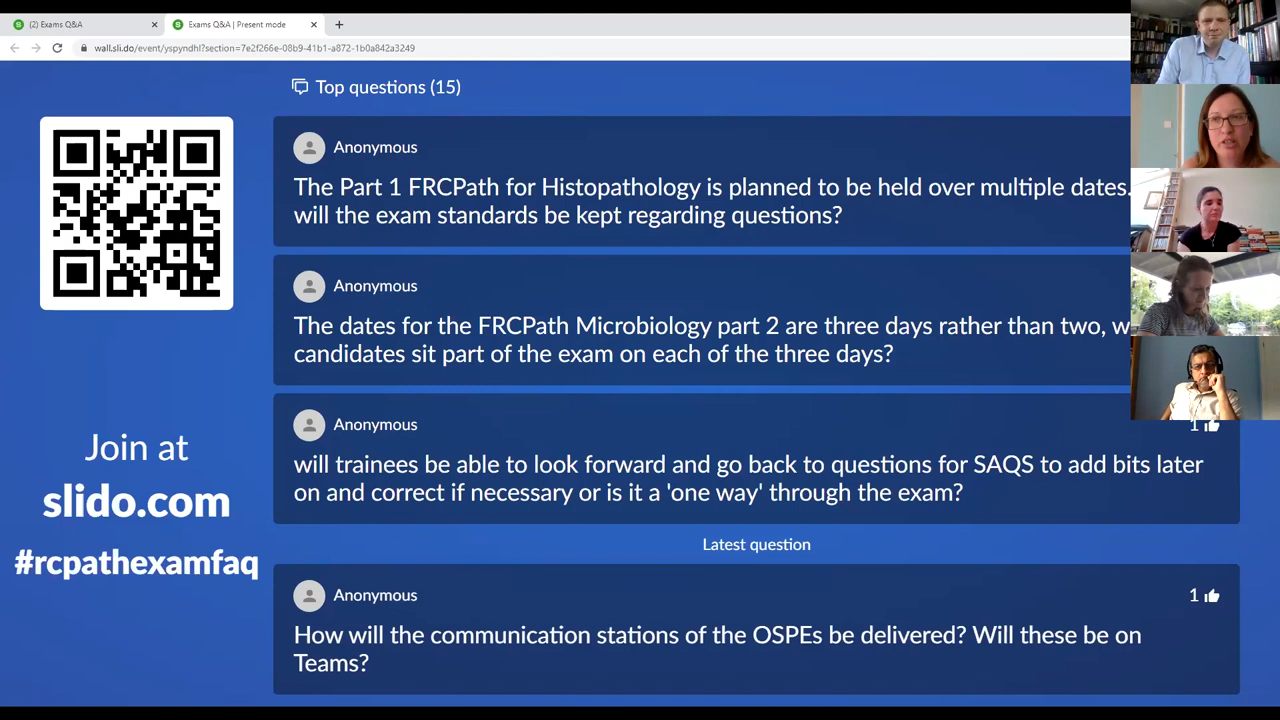 (2) Exams Q&A
Exams Q&A | Present mode
wall.sli.do/event/yspyndhl?section=7e2f266e-08b9-41b1-a872-1b0a842a3249
Top questions (15)
Anonymous
The Part 1 FRCPath for Histopathology is planned to be held over multiple dates.
will the exam standards be kept regarding questions?
Anonymous
The dates for the FRCPath Microbiology part 2 are three days rather than two, w
candidates sit part of the exam on each of the three days?
Anonymous
1
will trainees be able to look forward and go back to questions for SAQS to add bits later
on and correct if necessary or is it a 'one way' through the exam?
Latest question
Anonymous
1
How will the communication stations of the OSPEs be delivered? Will these be on
Teams?
Join at
slido.com
#rcpathexamfaq